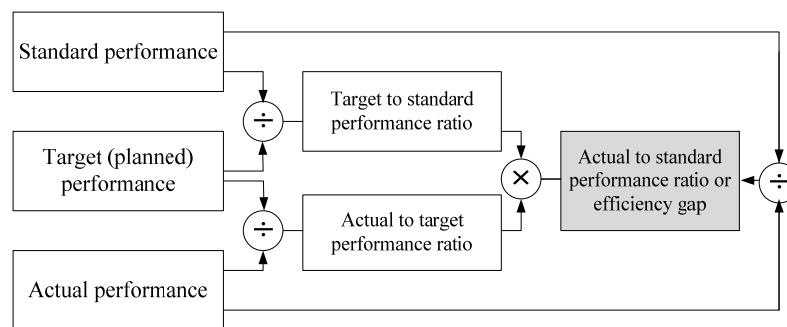 Standard performance
÷
Target to standard
performance ratio
Target (planned)
performance
×
Actual to standard
performance ratio or
efficiency gap
÷
÷
Actual to target
performance ratio
Actual performance